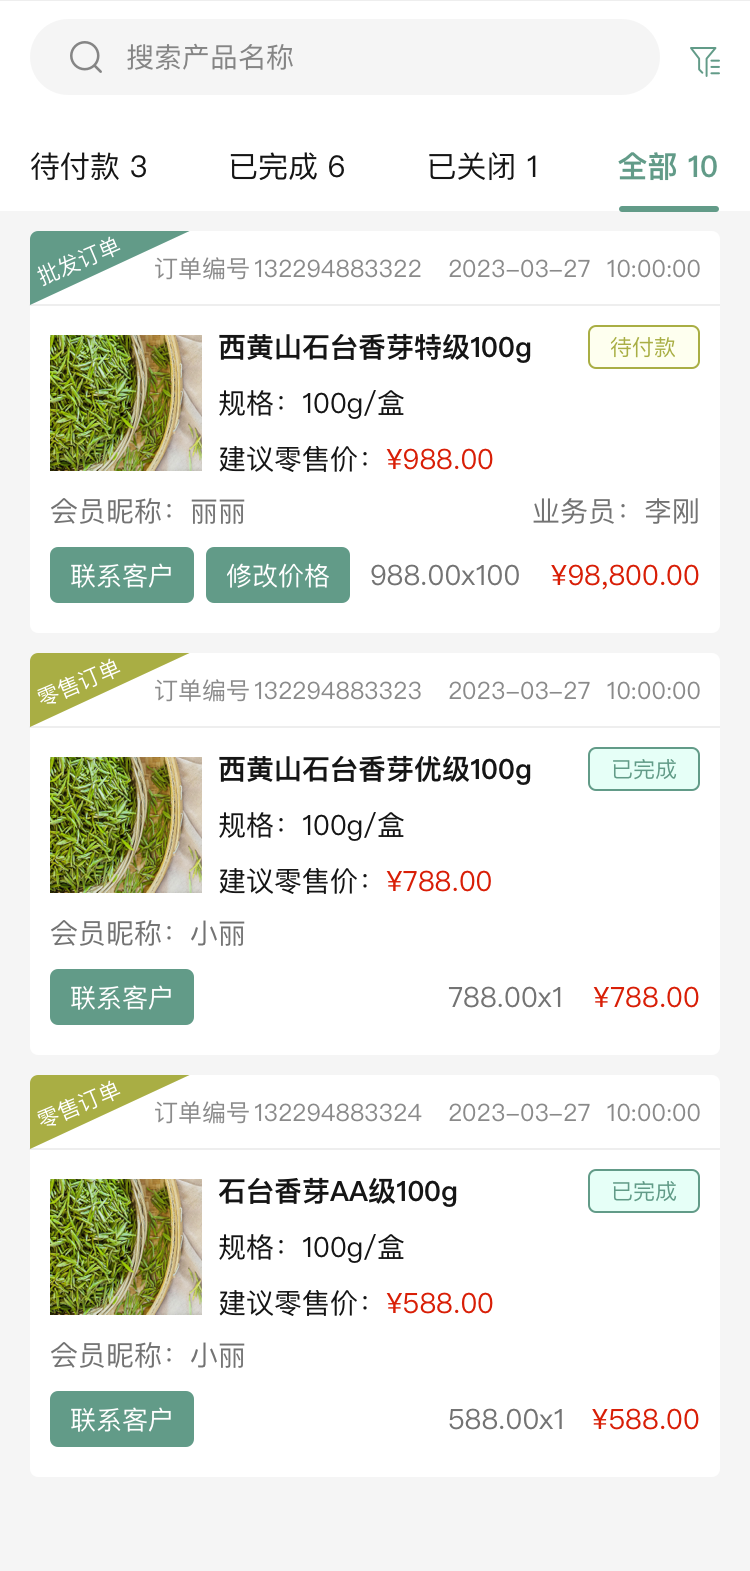 搜索产品名称
待付款 3 已完成 6 已关闭 1 全部 10
批发订单 订单编号 132294883322 2023-03-27 10:00:00
西黄山石台香芽特级100g 待付款
规格：100g/盒
建议零售价：¥988.00
会员昵称：丽丽 业务员：李刚
联系客户 修改价格 988.00x100 ¥98,800.00
零售订单 订单编号 132294883323 2023-03-27 10:00:00
西黄山石台香芽优级100g 已完成
规格：100g/盒
建议零售价：¥788.00
会员昵称：小丽
联系客户 788.00x1 ¥788.00
零售订单 订单编号 132294883324 2023-03-27 10:00:00
石台香芽AA级100g 已完成
规格：100g/盒
建议零售价：¥588.00
会员昵称：小丽
联系客户 588.00x1 ¥588.00